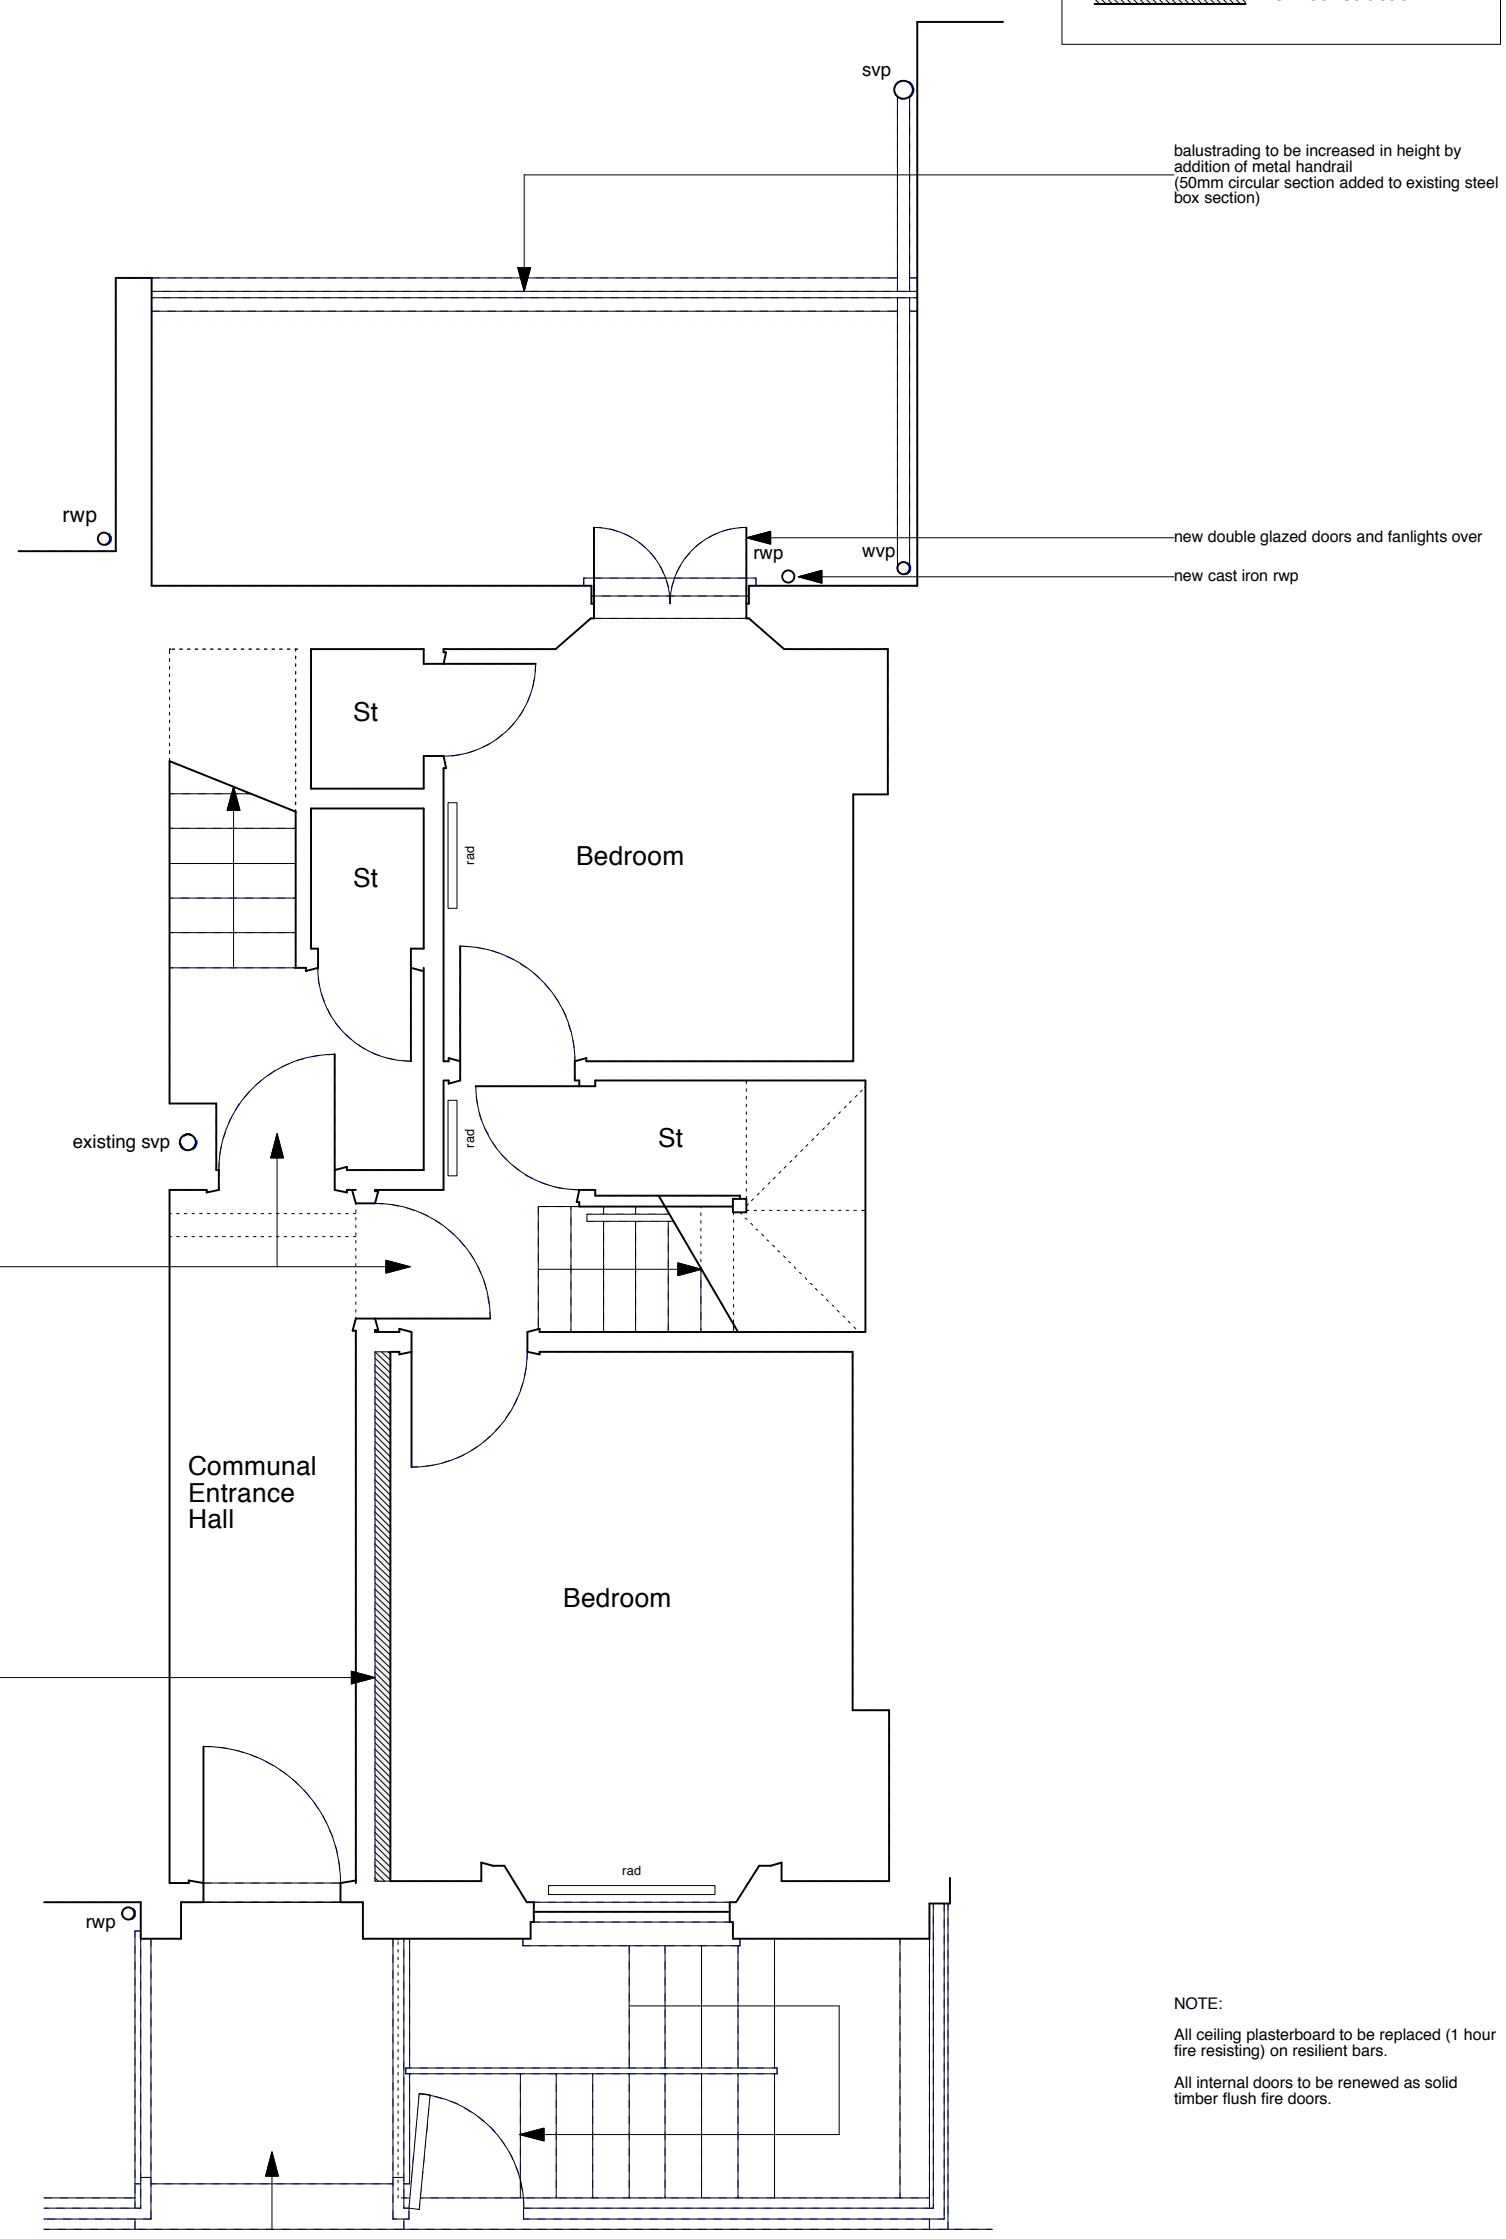 svp
balustrading to be increased in height by
addition of metal handrail
(50mm circular section added to existing steel
box section)
rwp
rwp
wvp
new double glazed doors and fanlights over
new cast iron rwp
St
St
rad
Bedroom
existing svp
rad
St
Communal
Entrance
Hall
Bedroom
rad
rwp
NOTE:
All ceiling plasterboard to be replaced (1 hour
fire resisting) on resilient bars.
All internal doors to be renewed as solid
timber flush fire doors.